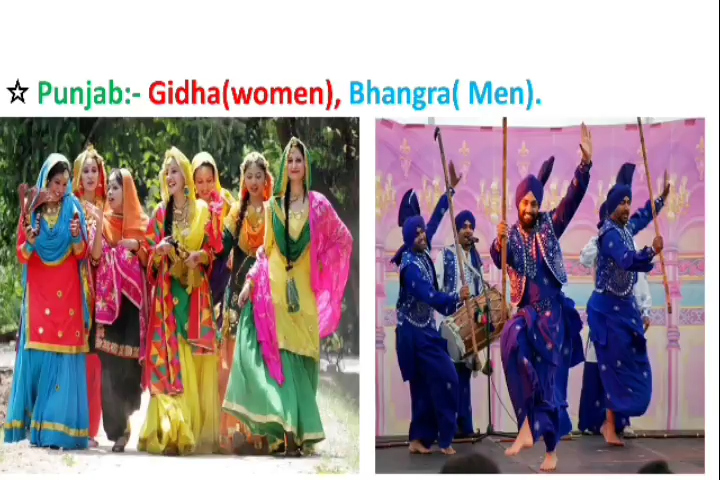 ☆ Punjab:- Gidha(women), Bhangra( Men).